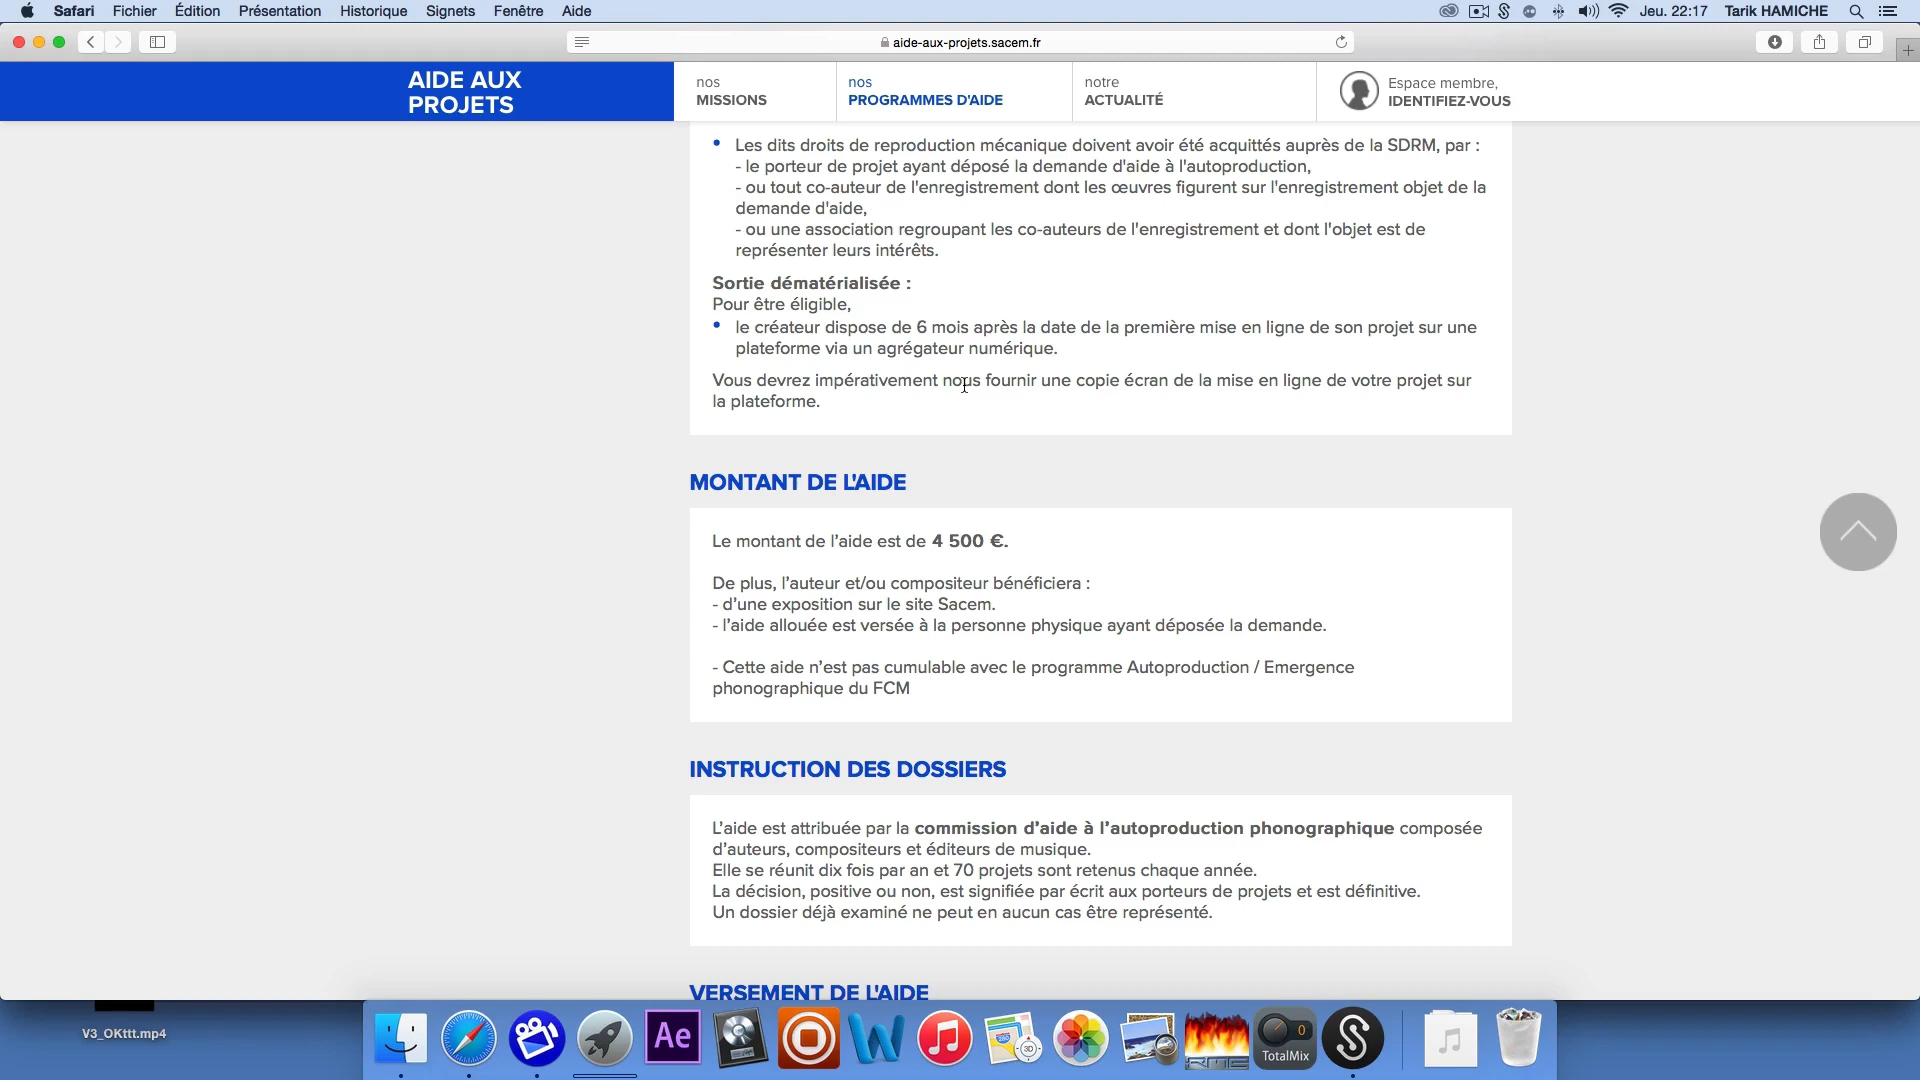 Safari Fichier Édition Présentation Historique Signets Fenêtre Aide Jeu. 22:17 Tarik HAMICHE
aide-aux-projets.sacem.fr
AIDE AUX
PROJETS
nos
MISSIONS
nos
PROGRAMMES D'AIDE
notre
ACTUALITÉ
Espace membre,
IDENTIFIEZ-VOUS
Les dits droits de reproduction mécanique doivent avoir été acquittés auprès de la SDRM, par :
- le porteur de projet ayant déposé la demande d'aide à l'autoproduction,
- ou tout co-auteur de l'enregistrement dont les œuvres figurent sur l'enregistrement objet de la
demande d'aide,
- ou une association regroupant les co-auteurs de l'enregistrement et dont l'objet est de
représenter leurs intérêts.
Sortie dématérialisée :
Pour être éligible,
le créateur dispose de 6 mois après la date de la première mise en ligne de son projet sur une
plateforme via un agrégateur numérique.
Vous devrez impérativement nous fournir une copie écran de la mise en ligne de votre projet sur
la plateforme.
MONTANT DE L'AIDE
Le montant de l'aide est de 4 500 €.
De plus, l'auteur et/ou compositeur bénéficiera :
- d'une exposition sur le site Sacem.
- l'aide allouée est versée à la personne physique ayant déposée la demande.
- Cette aide n'est pas cumulable avec le programme Autoproduction / Emergence
phonographique du FCM
INSTRUCTION DES DOSSIERS
L'aide est attribuée par la commission d'aide à l'autoproduction phonographique composée
d'auteurs, compositeurs et éditeurs de musique.
Elle se réunit dix fois par an et 70 projets sont retenus chaque année.
La décision, positive ou non, est signifiée par écrit aux porteurs de projets et est définitive.
Un dossier déjà examiné ne peut en aucun cas être représenté.
VERSEMENT DE L'AIDE
V3_OKttt.mp4
Ae
280
3D
RME
0
TotalMix